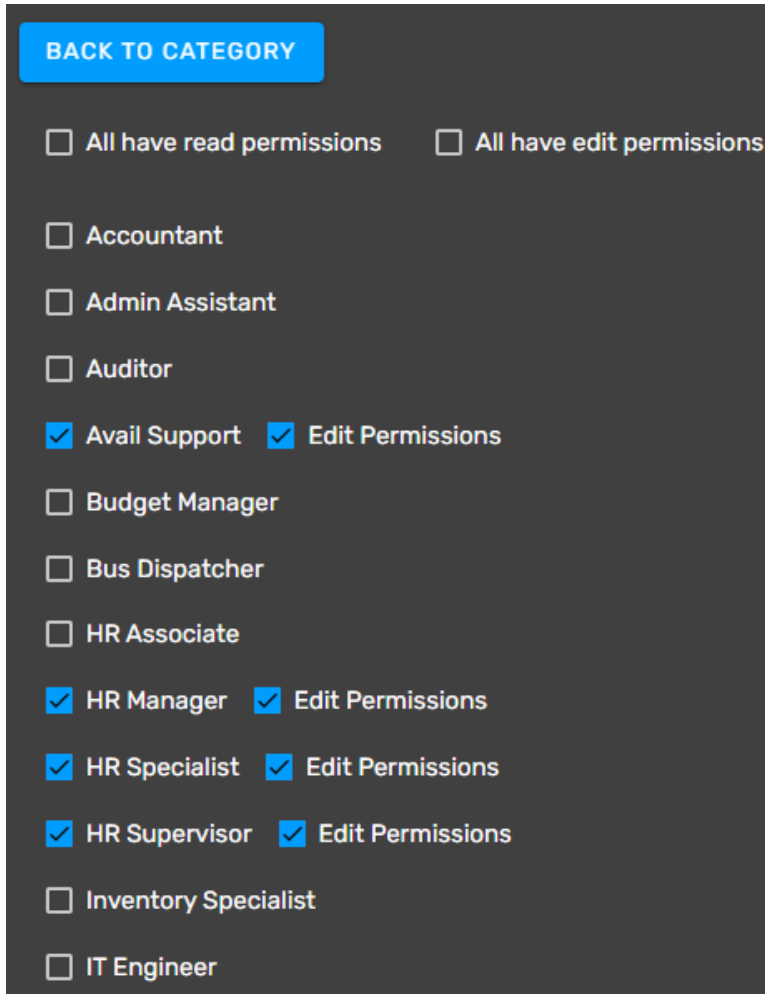 BACK TO CATEGORY
All have read permissions All have edit permissions
Accountant
Admin Assistant
Auditor
Avail Support Edit Permissions
Budget Manager
Bus Dispatcher
HR Associate
HR Manager Edit Permissions
HR Specialist Edit Permissions
HR Supervisor Edit Permissions
Inventory Specialist
IT Engineer